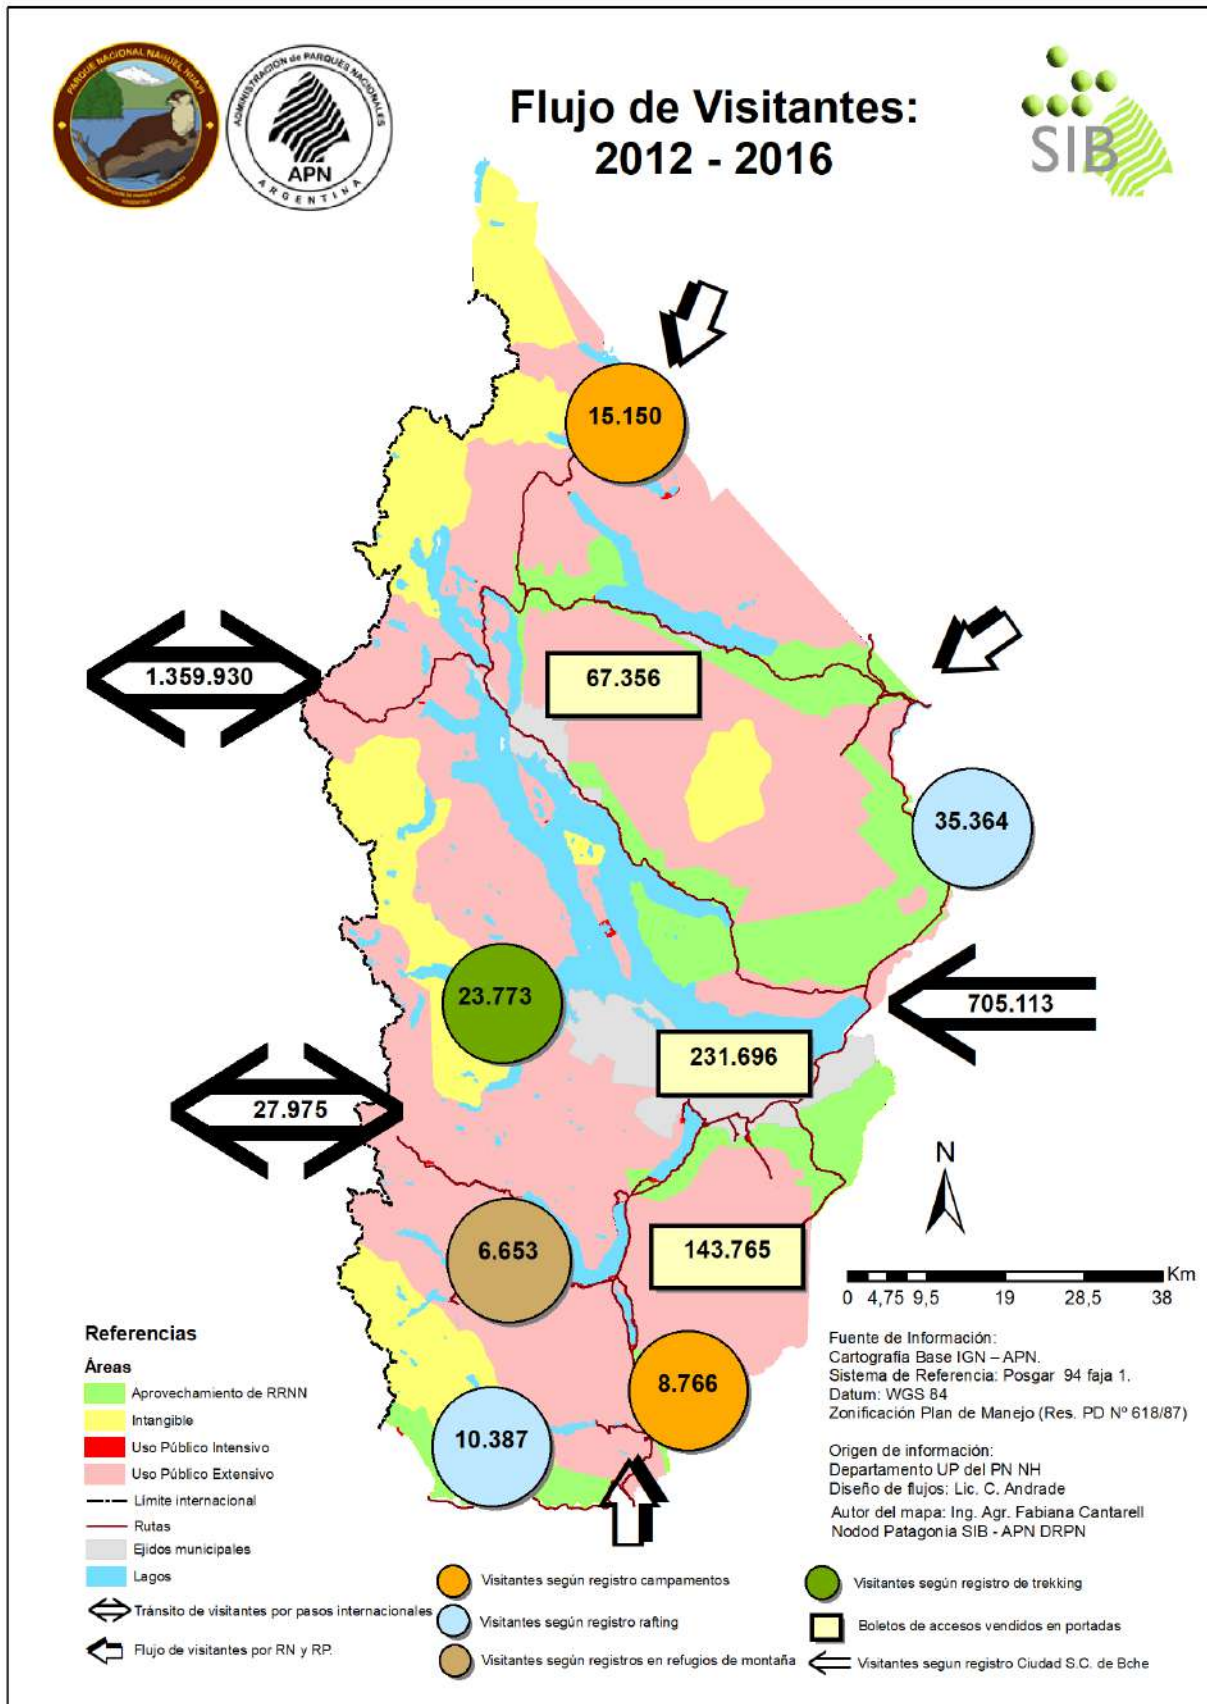 PARQUE NACIONAL NAHUEL HUAPI
ADMINISTRACION de PARQUES NACIONALES
APN
ARGENTINA
Flujo de Visitantes:
2012 - 2016
SIB
15.150
1.359.930
67.356
35.364
23.773
705.113
231.696
27.975
N
6.653
143.765
Km
0 4,75 9,5 19 28,5 38
8.766
10.387
Referencias
Áreas
Aprovechamiento de RRNN
Intangible
Uso Público Intensivo
Uso Público Extensivo
Límite internacional
Rutas
Ejidos municipales
Lagos
Tránsito de visitantes por pasos internacionales
Flujo de visitantes por RN y RP.
Visitantes según registro campamentos
Visitantes según registro rafting
Visitantes según registros en refugios de montaña
Visitantes según registro de trekking
Boletos de accesos vendidos en portadas
Visitantes segun registro Ciudad S.C. de Bche
Fuente de Información:
Cartografía Base IGN – APN.
Sistema de Referencia: Posgar 94 faja 1.
Datum: WGS 84
Zonificación Plan de Manejo (Res. PD Nº 618/87)
Origen de información:
Departamento UP del PN NH
Diseño de flujos: Lic. C. Andrade
Autor del mapa: Ing. Agr. Fabiana Cantarell
Nodod Patagonia SIB - APN DRPN